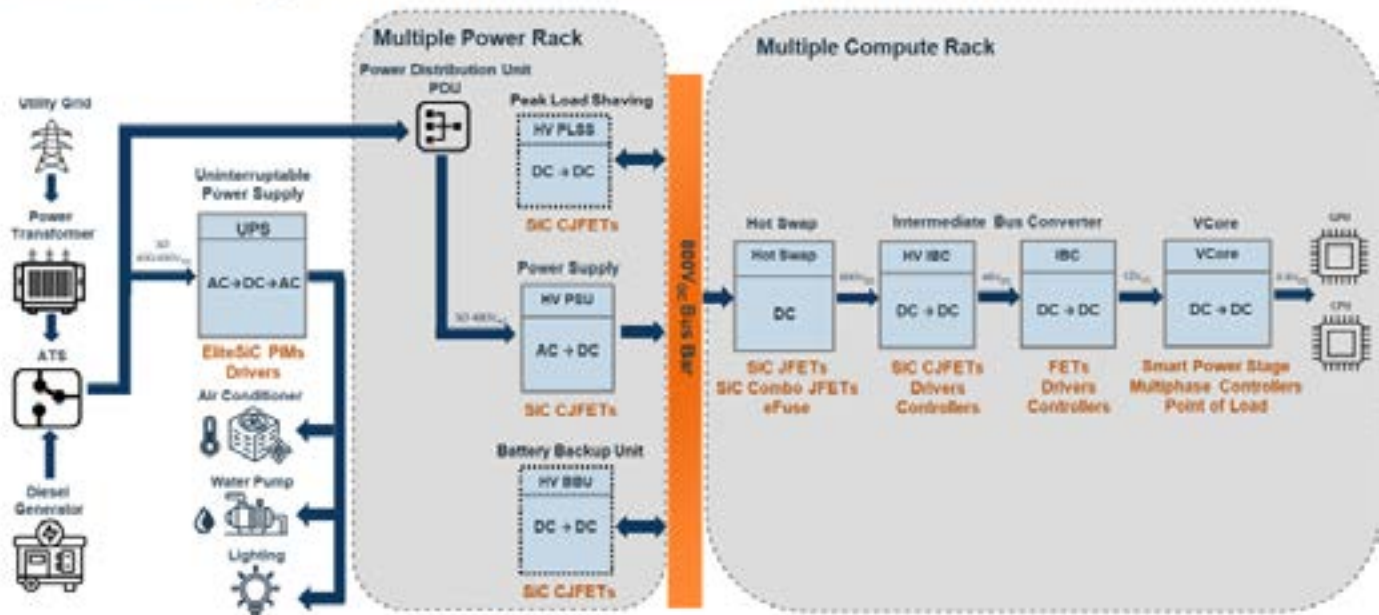 Multiple Power Rack
Multiple Compute Rack
Power Distribution Unit
PDU
Utility Grid
Peak Load Shaving
HV PLSS
DC → DC
SiC CJFETs
Uninterruptable
Power Supply
UPS
AC→DC→AC
EliteSiC PIMs
Drivers
Power
Transformer
ATS
Diesel
Generator
Air Conditioner
Water Pump
Lighting
Power Supply
HV PSU
AC → DC
SiC CJFETs
Battery Backup Unit
HV BBU
DC → DC
SiC CJFETs
800VDC Bus Bar
Hot Swap
Hot Swap
DC
SiC JFETs
SiC Combo JFETs
eFuse
Intermediate Bus Converter
HV IBC
DC → DC
SiC CJFETs
Drivers
Controllers
IBC
DC → DC
FETs
Drivers
Controllers
VCore
VCore
DC → DC
Smart Power Stage
Multiphase Controllers
Point of Load
GPU
CPU